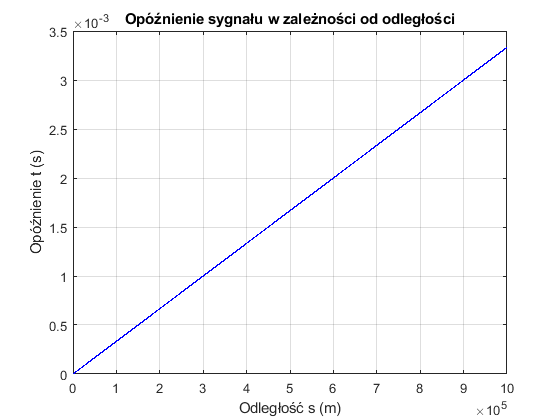 Opóźnienie sygnału w zależności od odległości
×10⁻³
3.5
3
2.5
2
1.5
1
0.5
0
Opóźnienie t (s)
0 1 2 3 4 5 6 7 8 9 10
Odległość s (m)
×10⁵